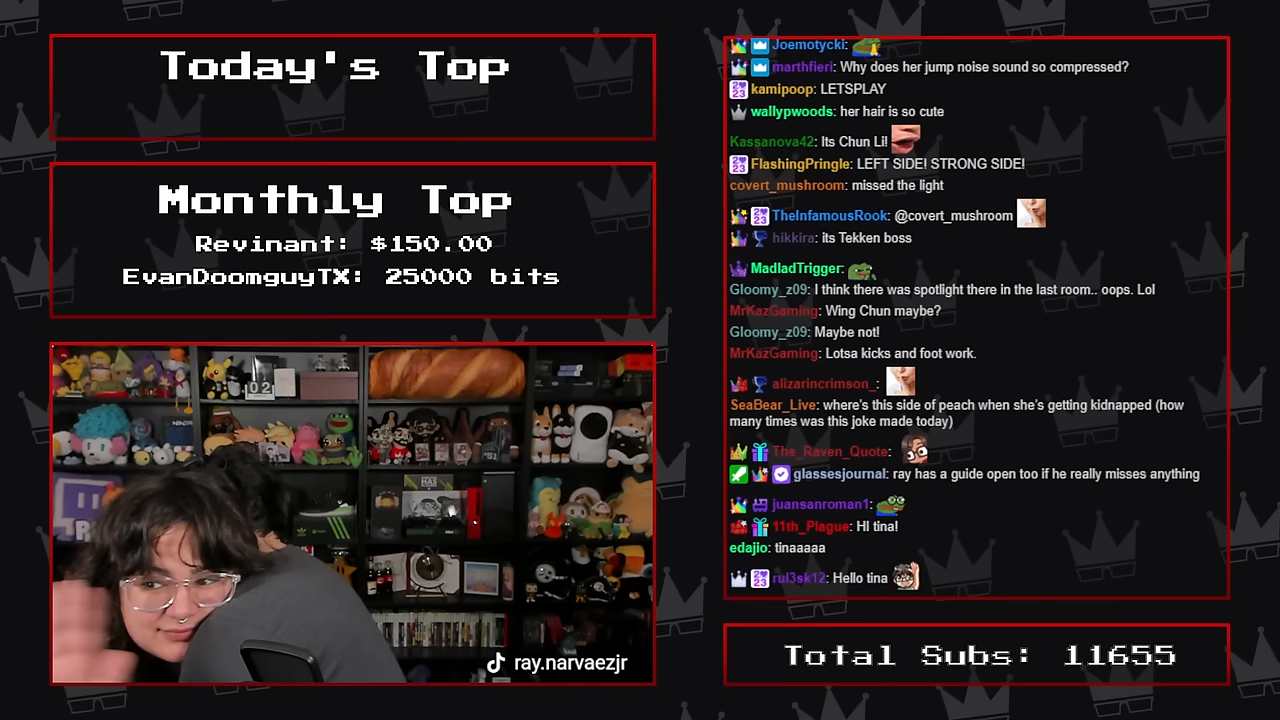 Today's Top
Monthly Top
Revinant: $150.00
EvanDoomguyTX: 25000 bits
ray.narvaezjr
Joemotycki:
marthfieri: Why does her jump noise sound so compressed?
kamipoop: LETSPLAY
wallypwoods: her hair is so cute
Kassanova42: Its Chun Li!
FlashingPringle: LEFT SIDE! STRONG SIDE!
covert_mushroom: missed the light
TheInfamousRook: @covert_mushroom
hikkira: its Tekken boss
MadladTrigger:
Gloomy_z09: I think there was spotlight there in the last room.. oops. Lol
MrKazGaming: Wing Chun maybe?
Gloomy_z09: Maybe not!
MrKazGaming: Lotsa kicks and foot work.
alizarincrimson_:
SeaBear_Live: where's this side of peach when she's getting kidnapped (how
many times was this joke made today)
The_Raven_Quote:
glassesjournal: ray has a guide open too if he really misses anything
juansanroman1:
11th_Plague: HI tina!
edajio: tinaaaaa
rul3sk12: Hello tina
Total Subs: 11655